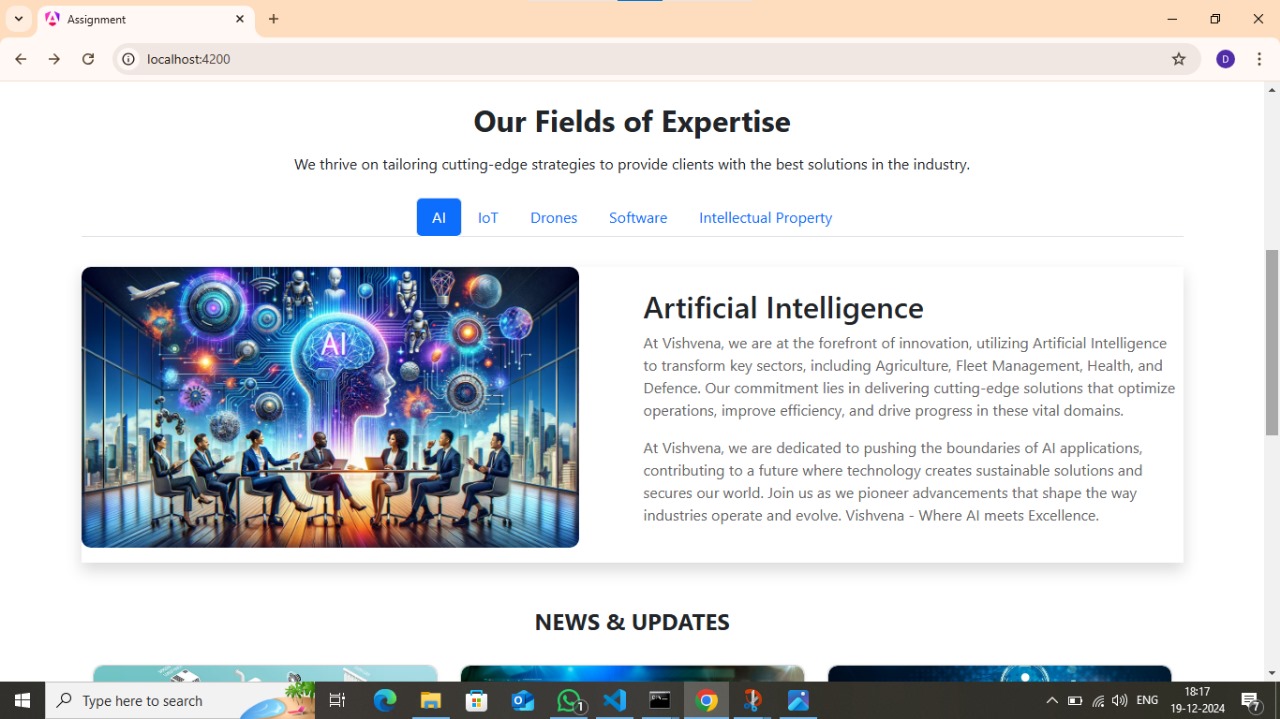 Assignment
localhost:4200
D
Our Fields of Expertise
We thrive on tailoring cutting-edge strategies to provide clients with the best solutions in the industry.
AI IoT Drones Software Intellectual Property
AI
Artificial Intelligence
At Vishvena, we are at the forefront of innovation, utilizing Artificial Intelligence
to transform key sectors, including Agriculture, Fleet Management, Health, and
Defence. Our commitment lies in delivering cutting-edge solutions that optimize
operations, improve efficiency, and drive progress in these vital domains.
At Vishvena, we are dedicated to pushing the boundaries of AI applications,
contributing to a future where technology creates sustainable solutions and
secures our world. Join us as we pioneer advancements that shape the way
industries operate and evolve. Vishvena - Where AI meets Excellence.
NEWS & UPDATES
Type here to search
1
ENG
18:17
19-12-2024
7